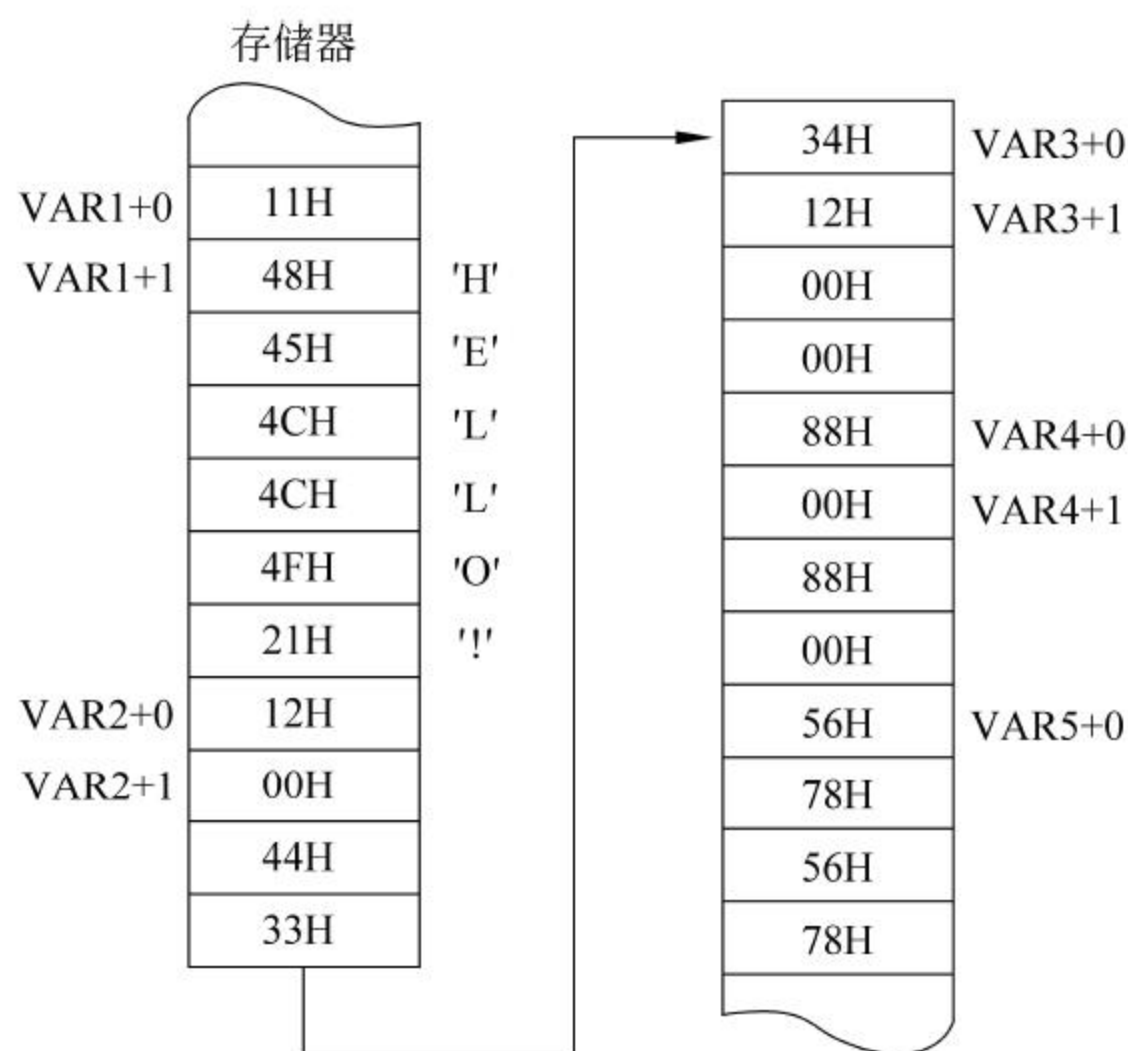 存储器
VAR1+0 11H
VAR1+1 48H 'H'
45H 'E'
4CH 'L'
4CH 'L'
4FH 'O'
21H '!'
VAR2+0 12H
VAR2+1 00H
44H
33H
34H VAR3+0
12H VAR3+1
00H
00H
88H VAR4+0
00H VAR4+1
88H
00H
56H VAR5+0
78H
56H
78H